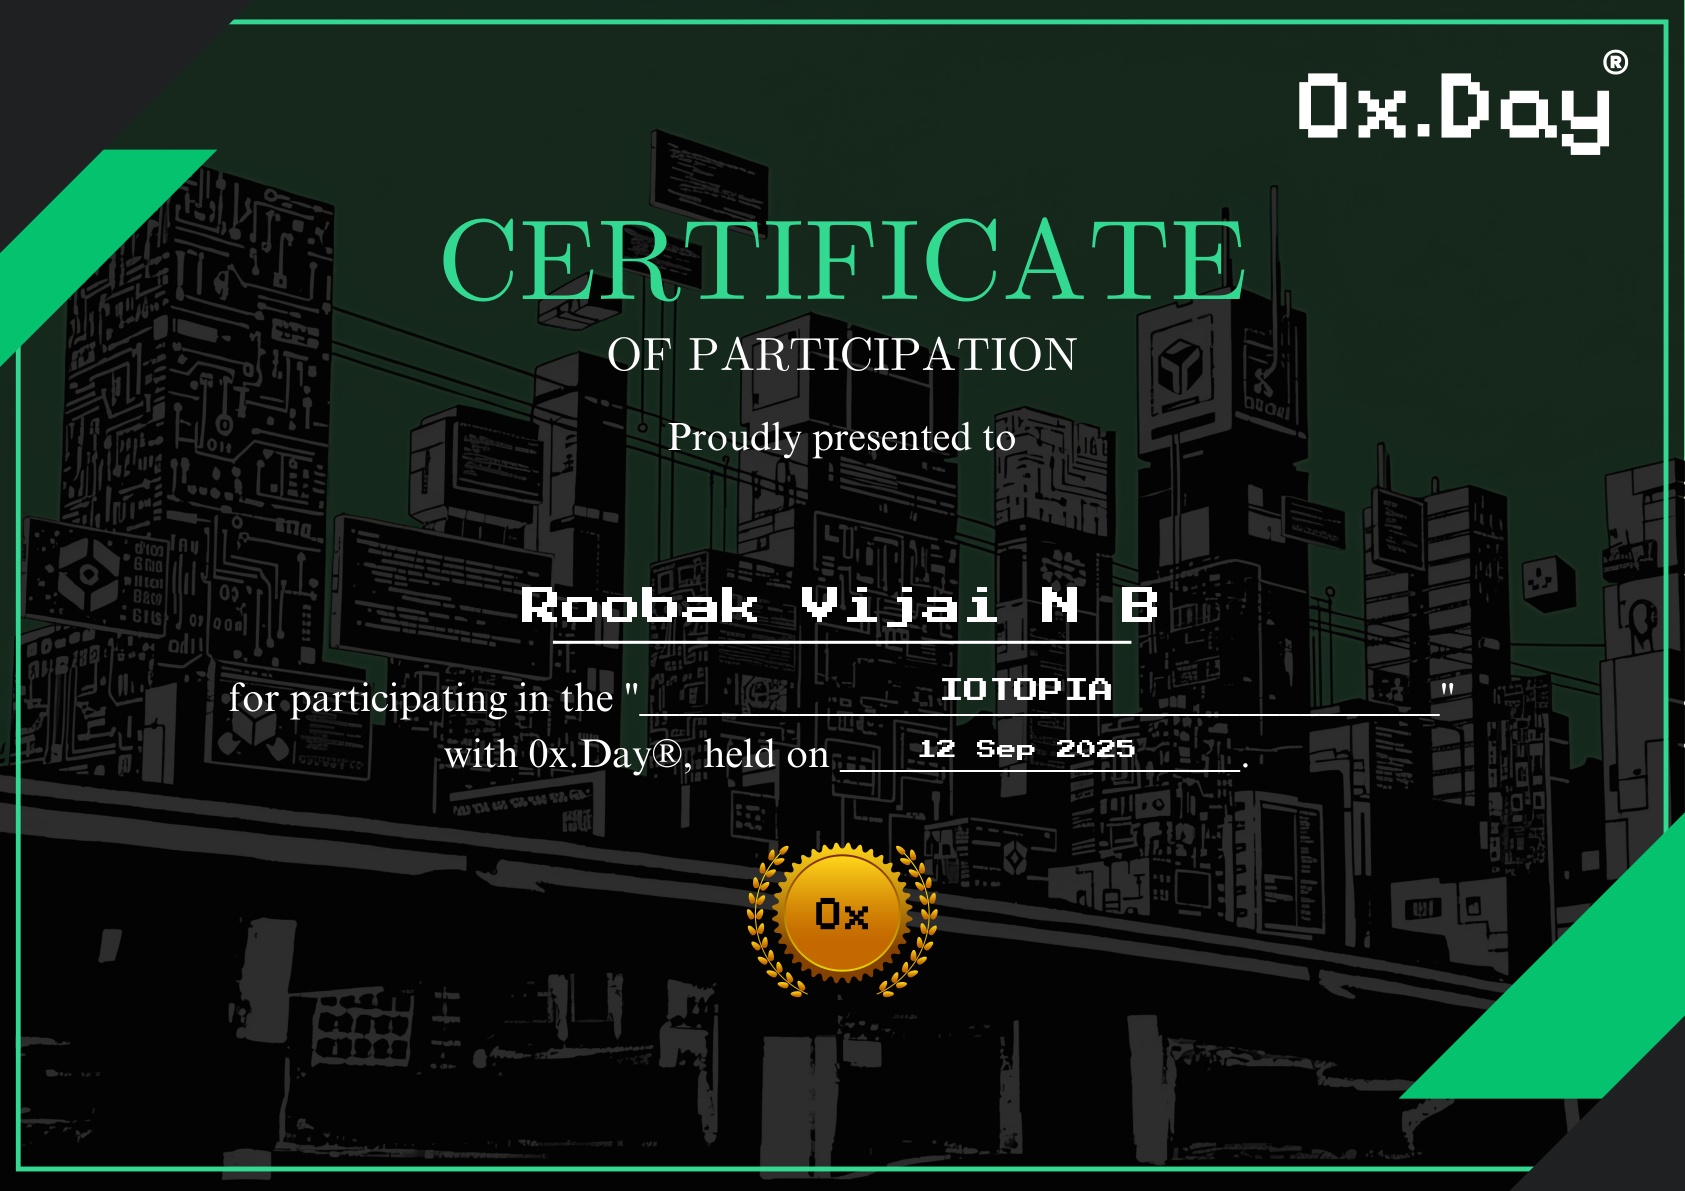 0x.Day®
CERTIFICATE
OF PARTICIPATION
Proudly presented to
Roobak Vijai N B
for participating in the "IOTOPIA"
with 0x.Day®, held on 12 Sep 2025.
0x